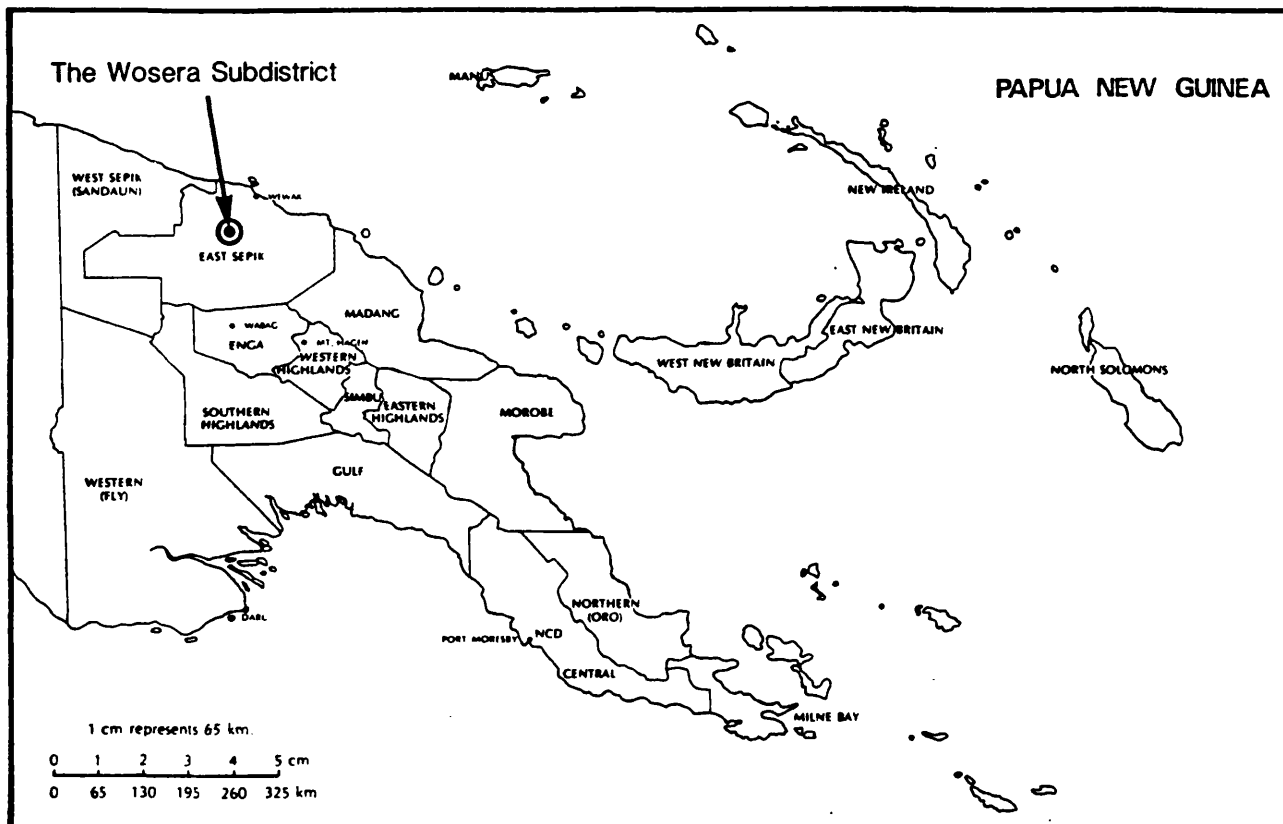 The Wosera Subdistrict
PAPUA NEW GUINEA
MANUS
WEST SEPIK
(SANDAUN)
WEWAK
NEW IRELAND
EAST SEPIK
MADANG
WABAG
ENGA
MT. HAGEN
WESTERN
HIGHLANDS
EAST NEW BRITAIN
WEST NEW BRITAIN
NORTH SOLOMONS
SIMBU
EASTERN
HIGHLANDS
SOUTHERN
HIGHLANDS
MOROBE
GULF
WESTERN
(FLY)
NORTHERN
(ORO)
DARU
PORT MORESBY
NCD
CENTRAL
MILNE BAY
1 cm represents 65 km.
0 1 2 3 4 5 cm
0 65 130 195 260 325 km